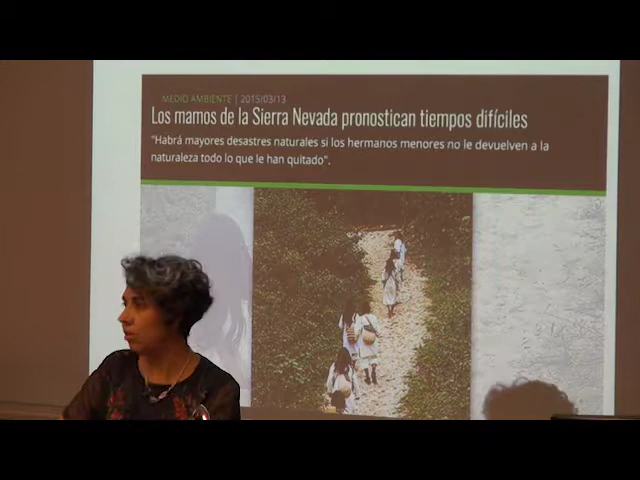 MEDIO AMBIENTE | 2015/03/13
Los mamos de la Sierra Nevada pronostican tiempos difíciles
"Habrá mayores desastres naturales si los hermanos menores no le devuelven a la
naturaleza todo lo que le han quitado".